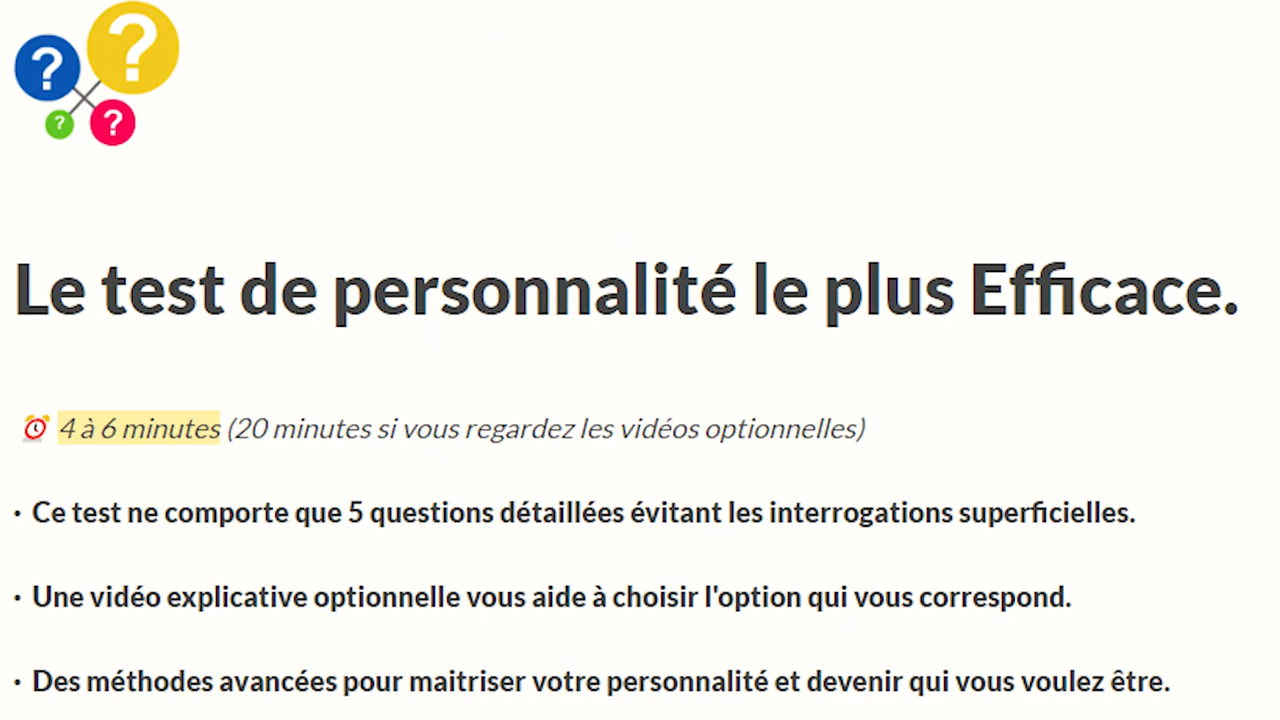 ? ?
? ?
Le test de personnalité le plus Efficace.
4 à 6 minutes (20 minutes si vous regardez les vidéos optionnelles)
· Ce test ne comporte que 5 questions détaillées évitant les interrogations superficielles.
· Une vidéo explicative optionnelle vous aide à choisir l'option qui vous correspond.
· Des méthodes avancées pour maitriser votre personnalité et devenir qui vous voulez être.